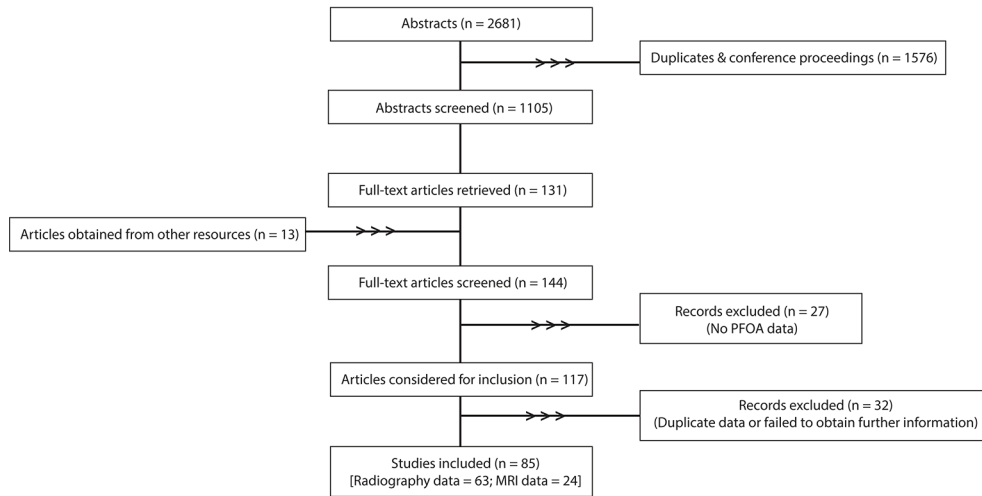 Abstracts (n = 2681)
Duplicates & conference proceedings (n = 1576)
Abstracts screened (n = 1105)
Full-text articles retrieved (n = 131)
Articles obtained from other resources (n = 13)
Full-text articles screened (n = 144)
Records excluded (n = 27)
(No PFOA data)
Articles considered for inclusion (n = 117)
Records excluded (n = 32)
(Duplicate data or failed to obtain further information)
Studies included (n = 85)
[Radiography data = 63; MRI data = 24]